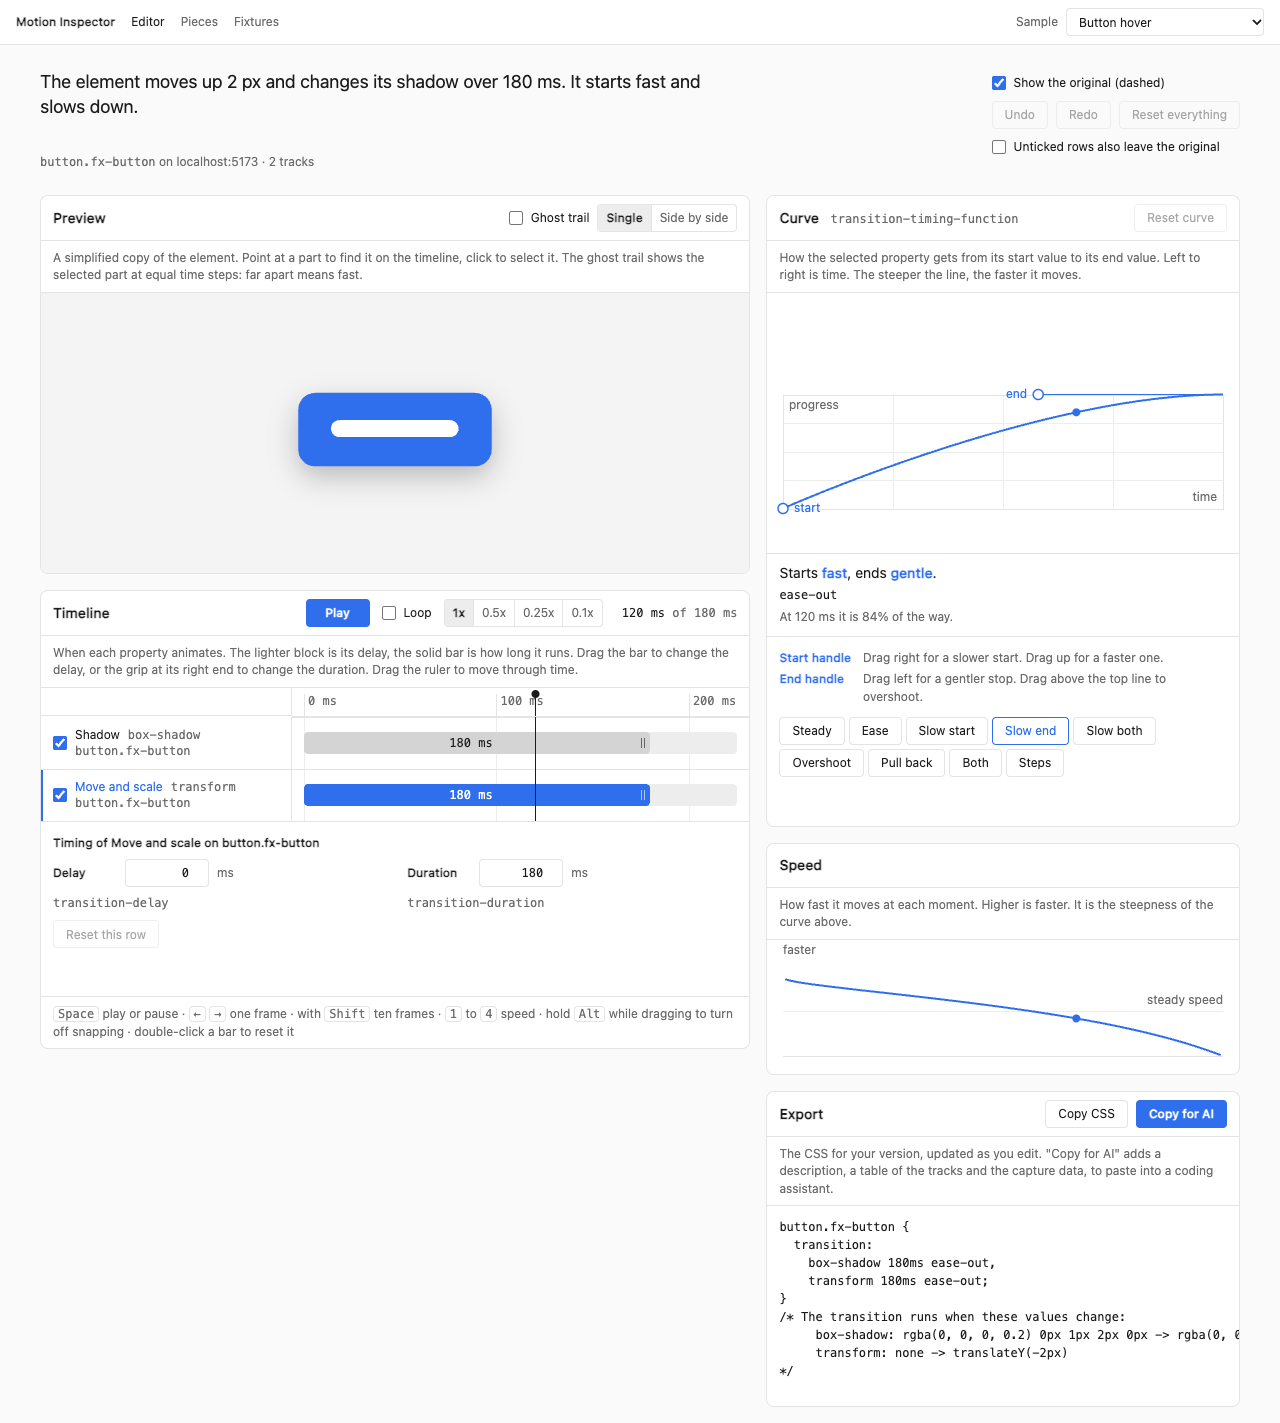 Motion Inspector Editor Pieces Fixtures Sample Button hover
The element moves up 2 px and changes its shadow over 180 ms. It starts fast and
slows down.
button.fx-button on localhost:5173 · 2 tracks
Show the original (dashed)
Undo Redo Reset everything
Unticked rows also leave the original
Preview Ghost trail Single Side by side
A simplified copy of the element. Point at a part to find it on the timeline, click to select it. The ghost trail shows the
selected part at equal time steps: far apart means fast.
Timeline Play Loop 1x 0.5x 0.25x 0.1x 120 ms of 180 ms
When each property animates. The lighter block is its delay, the solid bar is how long it runs. Drag the bar to change the
delay, or the grip at its right end to change the duration. Drag the ruler to move through time.
0 ms 100 ms 200 ms
Shadow box-shadow
button.fx-button
180 ms
Move and scale transform
button.fx-button
180 ms
Timing of Move and scale on button.fx-button
Delay 0 ms Duration 180 ms
transition-delay transition-duration
Reset this row
Space play or pause · ← → one frame · with Shift ten frames · 1 to 4 speed · hold Alt while dragging to turn
off snapping · double-click a bar to reset it
Curve transition-timing-function Reset curve
How the selected property gets from its start value to its end value. Left to
right is time. The steeper the line, the faster it moves.
end
progress
time
start
Starts fast, ends gentle.
ease-out
At 120 ms it is 84% of the way.
Start handle Drag right for a slower start. Drag up for a faster one.
End handle Drag left for a gentler stop. Drag above the top line to
overshoot.
Steady Ease Slow start Slow end Slow both
Overshoot Pull back Both Steps
Speed
How fast it moves at each moment. Higher is faster. It is the steepness of the
curve above.
faster
steady speed
Export Copy CSS Copy for AI
The CSS for your version, updated as you edit. "Copy for AI" adds a
description, a table of the tracks and the capture data, to paste into a coding
assistant.
button.fx-button {
transition:
box-shadow 180ms ease-out,
transform 180ms ease-out;
}
/* The transition runs when these values change:
box-shadow: rgba(0, 0, 0, 0.2) 0px 1px 2px 0px -> rgba(0, 0
transform: none -> translateY(-2px)
*/